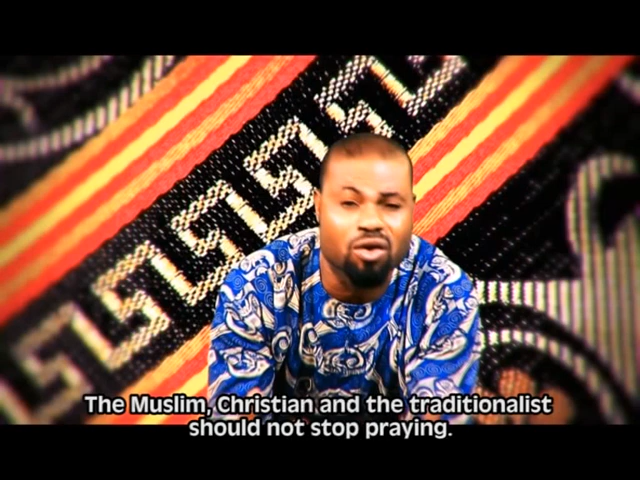 The Muslim, Christian and the traditionalist
should not stop praying.